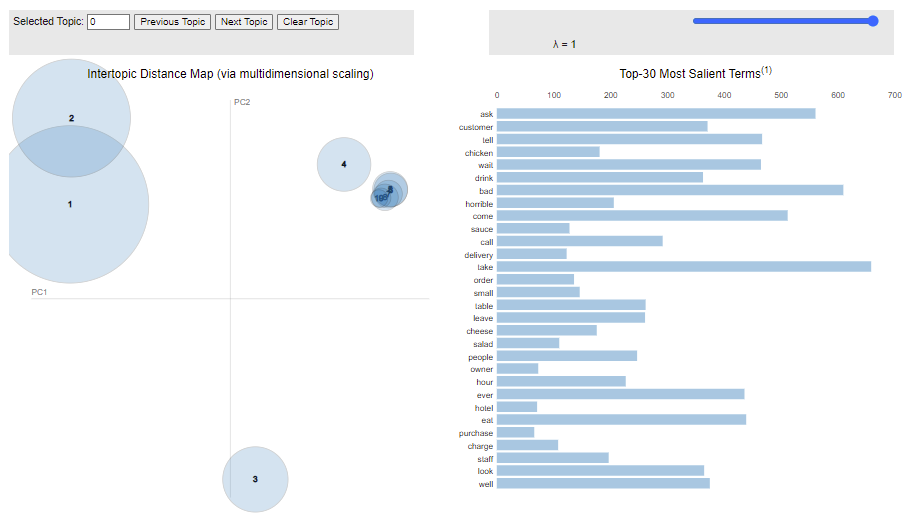 Selected Topic: 0 Previous Topic Next Topic Clear Topic
λ = 1
Intertopic Distance Map (via multidimensional scaling)
PC2
2
4
1
PC1
3
Top-30 Most Salient Terms(1)
0 100 200 300 400 500 600 700
ask
customer
tell
chicken
wait
drink
bad
horrible
come
sauce
call
delivery
take
order
small
table
leave
cheese
salad
people
owner
hour
ever
hotel
eat
purchase
charge
staff
look
well